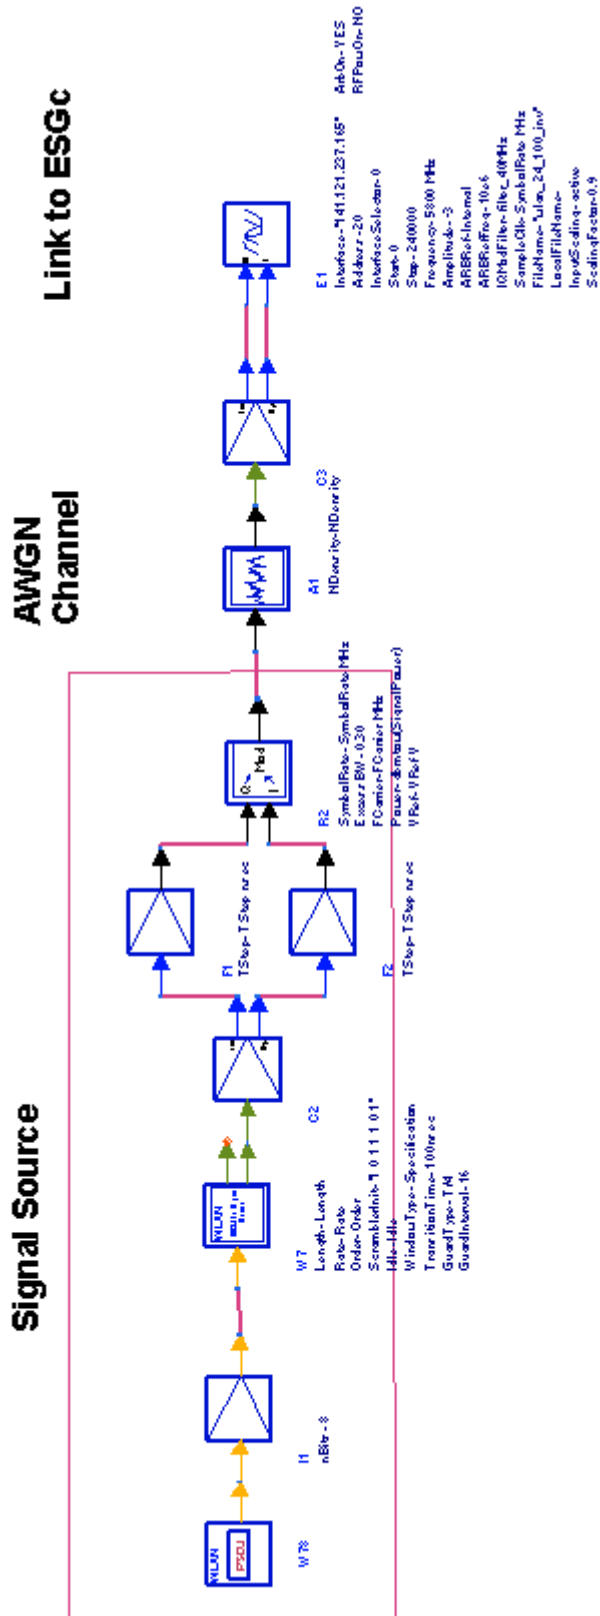 Signal Source
AWGN
Channel
Link to ESGc
WLAN
PSDU
W78
I1
nBits=8
WLAN
W7
Length=Length
Rate=Rate
Order=Order
ScramblerInit="1 0 1 1 1 0 1"
Idle=Idle
WindowType=Specification
TransitionTime=100nsec
GuardType=T/4
GuardInterval=16
C2
F1
TStep=TStep nsec
F2
TStep=TStep nsec
Q
Mod
I
R2
SymbolRate=SymbolRate MHz
ExcessBW=0.30
FCarrier=FCarrier MHz
Power=dbmtow(SignalPower)
VRef=VRef V
A1
NDensity=NDensity
C3
E1
Interface="141.121.237.165"
Address=20
InterfaceSelector=0
Start=0
Stop=240000
Frequency=5800 MHz
Amplitude=-3
ARBRef=Internal
ARBRefFreq=10e6
IQModFilter=filter_40MHz
SampleClk=SymbolRate MHz
FileName="wlan_24_100_inv"
LocalFileName=
InputScaling=active
ScalingFactor=0.9
ArbOn=YES
RFPowOn=NO